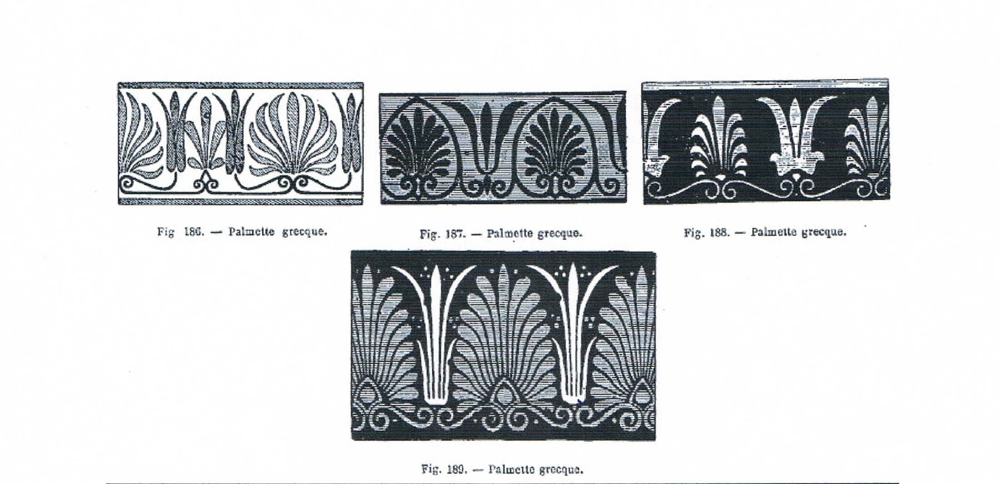 Fig 186. — Palmette grecque.
Fig. 187. — Palmette grecque.
Fig. 188. — Palmette grecque.
Fig. 189. — Palmette grecque.